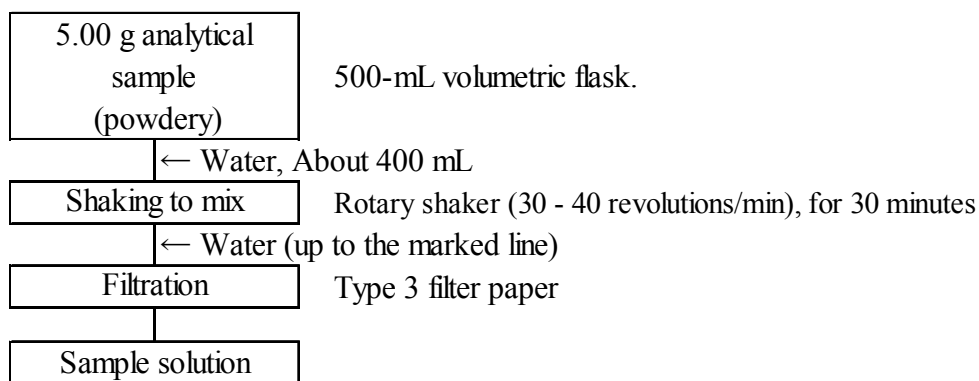 5.00 g analytical
sample
(powdery)
500-mL volumetric flask.
← Water, About 400 mL
Shaking to mix
Rotary shaker (30 - 40 revolutions/min), for 30 minutes
← Water (up to the marked line)
Filtration
Type 3 filter paper
Sample solution